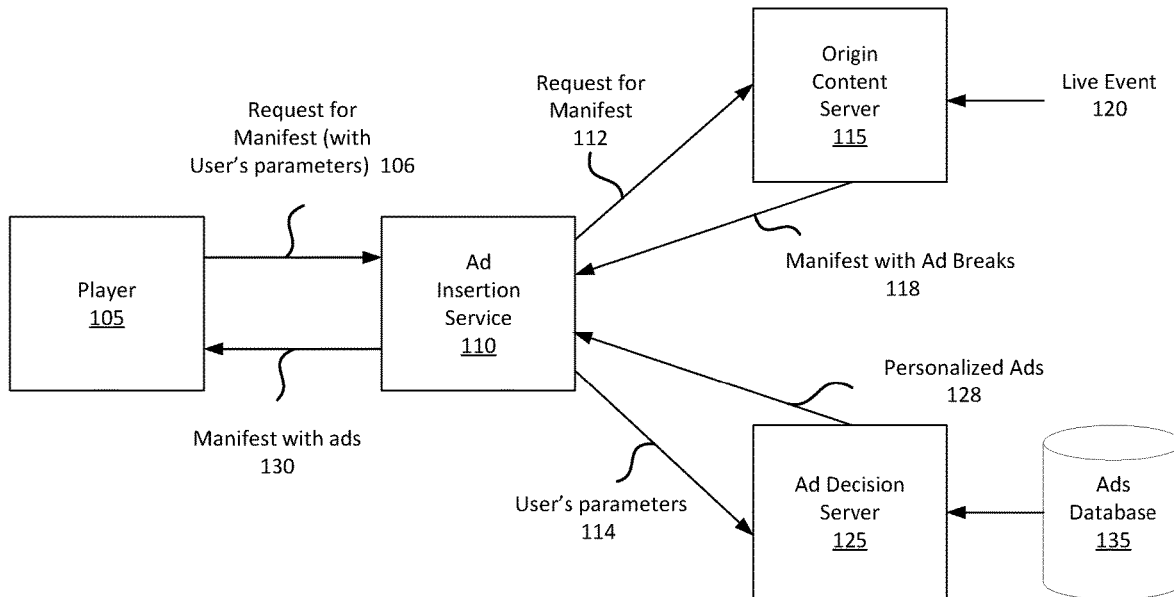 Request for
Manifest (with
User's parameters) 106
Request for
Manifest
112
Origin
Content
Server
115
Live Event
120
Player
105
Ad
Insertion
Service
110
Manifest with Ad Breaks
118
Manifest with ads
130
Personalized Ads
128
User's parameters
114
Ad Decision
Server
125
Ads
Database
135